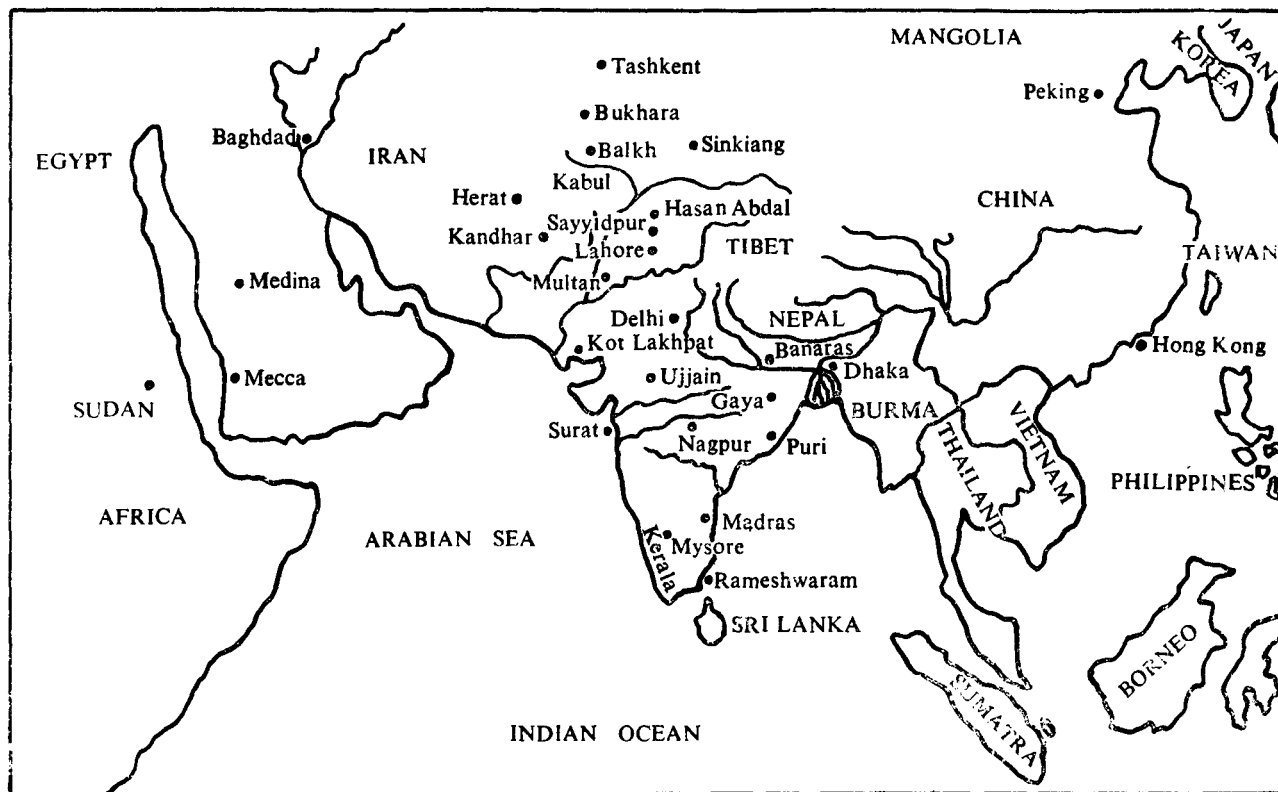 MANGOLIA
JAPAN
KOREA
Tashkent
Peking
Bukhara
Baghdad
EGYPT
IRAN
Balkh
Sinkiang
Kabul
Herat
Hasan Abdal
CHINA
Sayyidpur
Kandhar
Lahore
TIBET
TAIWAN
Medina
Multan
Delhi
NEPAL
Kot Lakhpat
Banaras
Hong Kong
Mecca
Ujjain
Dhaka
SUDAN
Gaya
BURMA
VIETNAM
Surat
Nagpur
Puri
THAILAND
PHILIPPINES
AFRICA
Madras
ARABIAN SEA
Mysore
Kerala
Rameshwaram
SRI LANKA
BORNEO
SUMATRA
INDIAN OCEAN